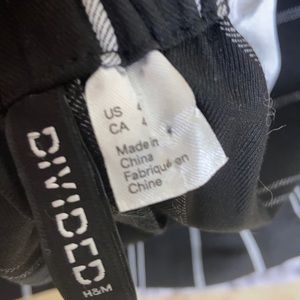 US 4
CA 4
Made in
China
Fabriqué en
Chine
DIVIDED
H&M